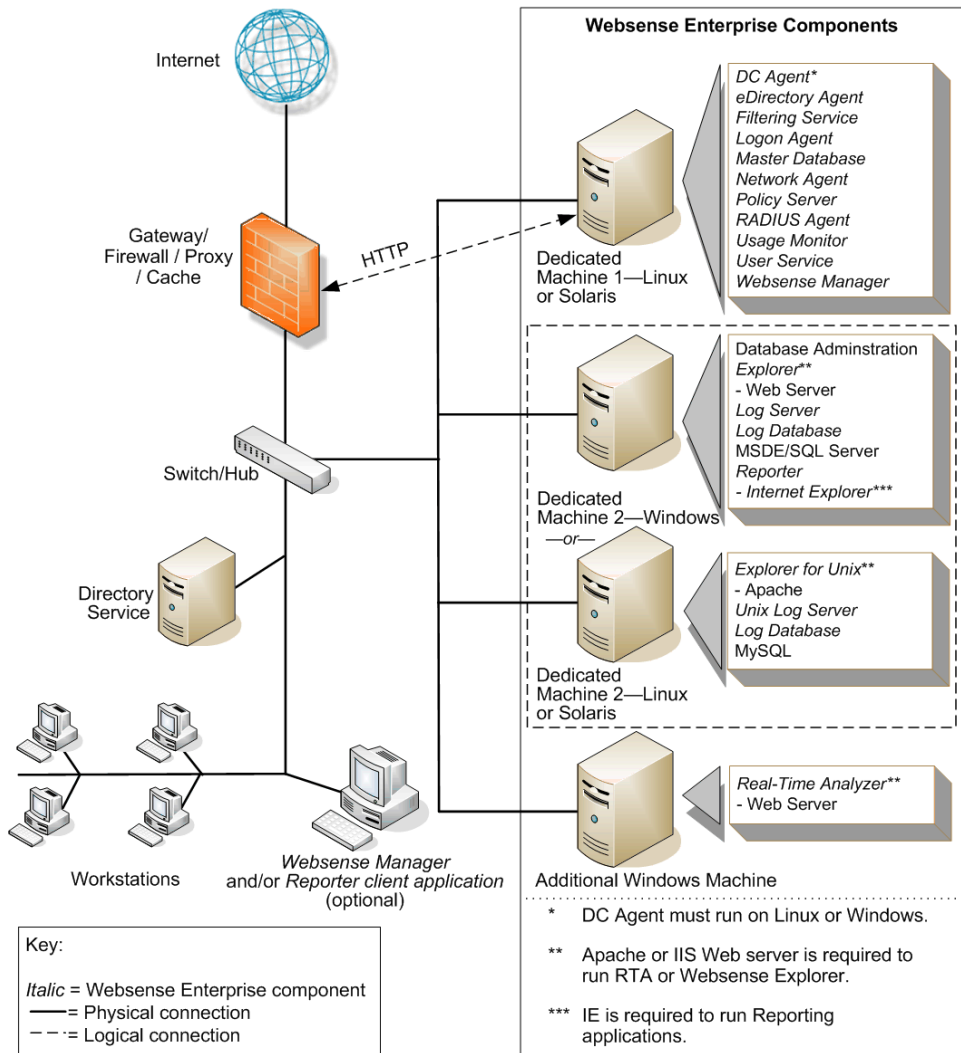 Websense Enterprise Components
Internet
DC Agent*
eDirectory Agent
Filtering Service
Logon Agent
Master Database
Network Agent
Policy Server
RADIUS Agent
Usage Monitor
User Service
Websense Manager
Gateway/
Firewall / Proxy
/ Cache
HTTP
Dedicated
Machine 1—Linux
or Solaris
Database Adminstration
Explorer**
- Web Server
Log Server
Log Database
MSDE/SQL Server
Reporter
- Internet Explorer***
Switch/Hub
Dedicated
Machine 2—Windows
—or—
Directory
Service
Explorer for Unix**
- Apache
Unix Log Server
Log Database
MySQL
Dedicated
Machine 2—Linux
or Solaris
Real-Time Analyzer**
- Web Server
Workstations
Websense Manager
and/or Reporter client application
(optional)
Additional Windows Machine
* DC Agent must run on Linux or Windows.
** Apache or IIS Web server is required to
run RTA or Websense Explorer.
*** IE is required to run Reporting
applications.
Key:
Italic = Websense Enterprise component
= Physical connection
= Logical connection